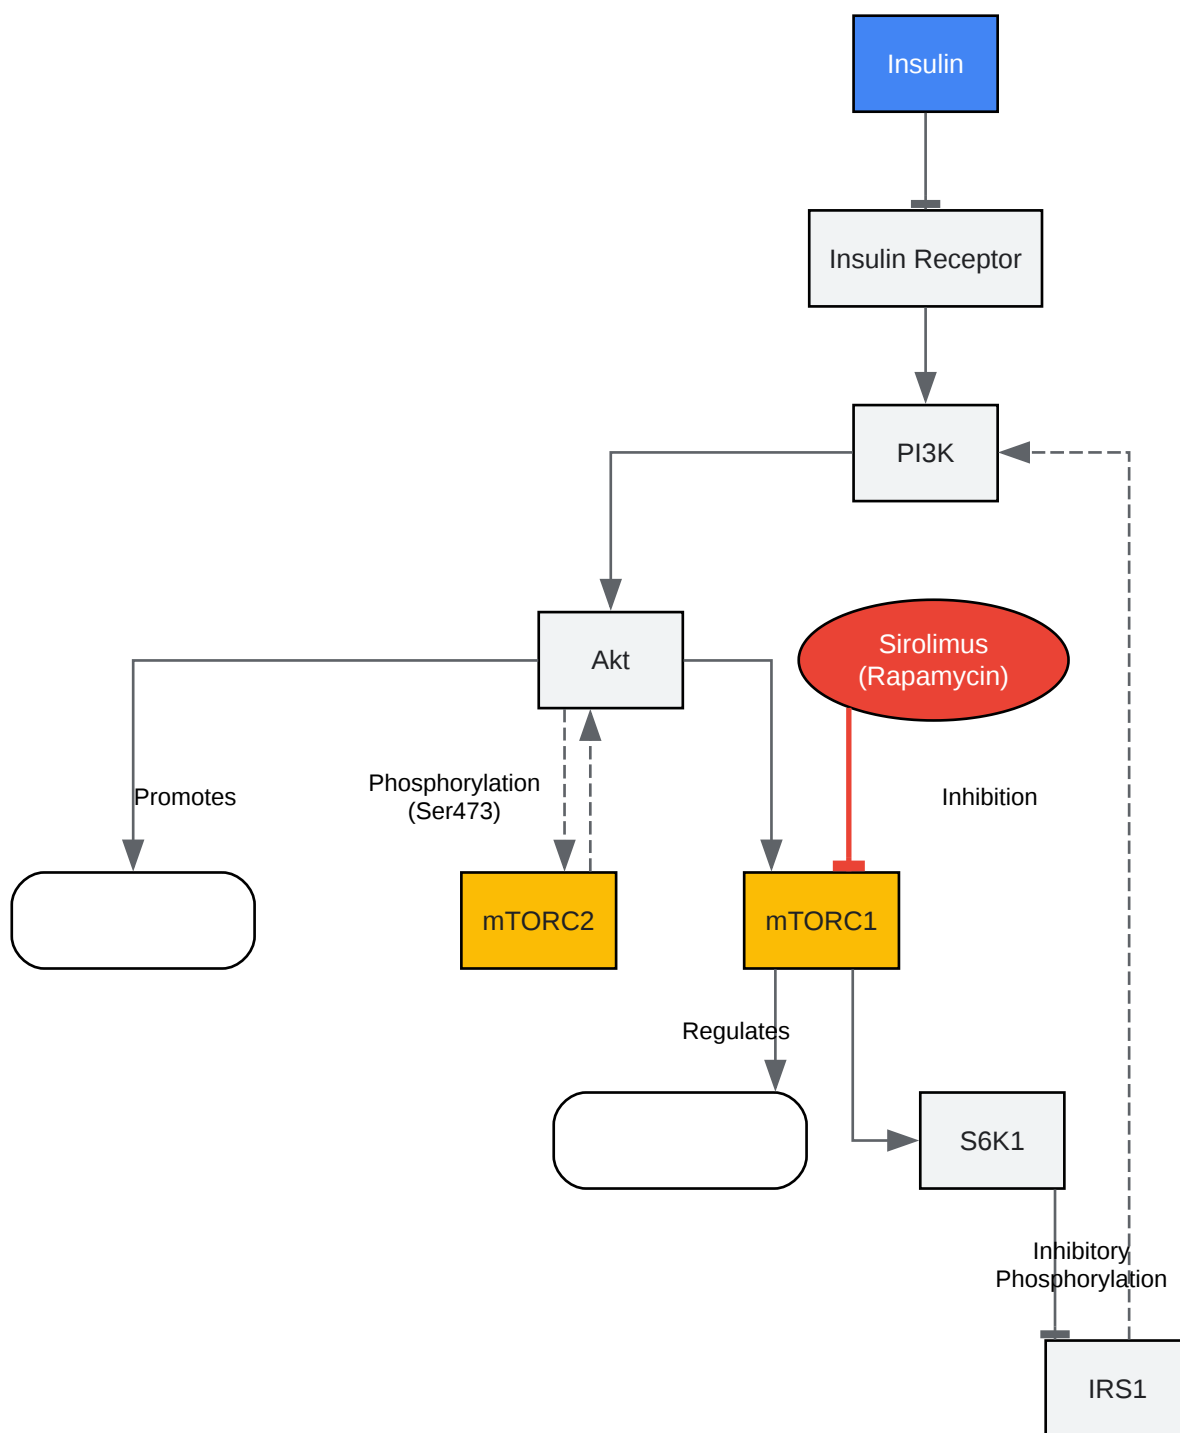 Insulin
Insulin Receptor
PI3K
Akt
Sirolimus
(Rapamycin)
Promotes
Phosphorylation
(Ser473)
Inhibition
mTORC2
mTORC1
Regulates
S6K1
Inhibitory
Phosphorylation
IRS1